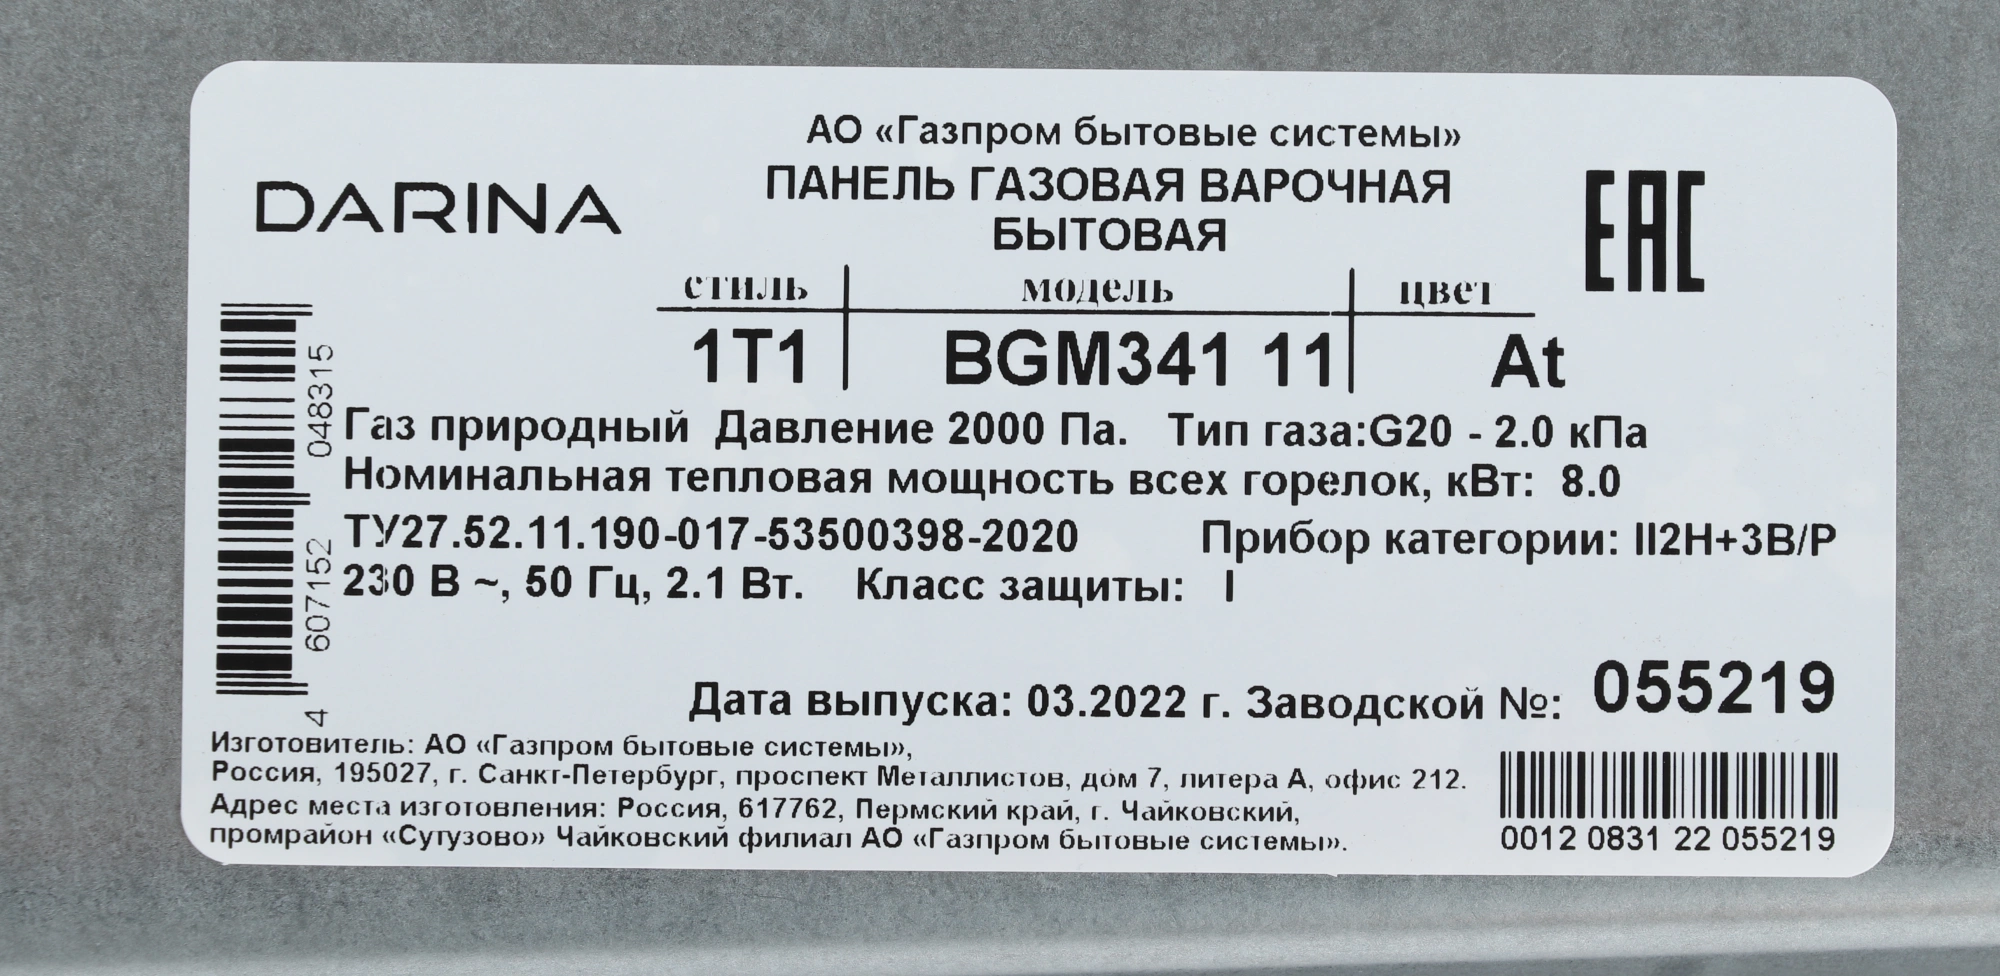 АО «Газпром бытовые системы»
DARINA
ПАНЕЛЬ ГАЗОВАЯ ВАРОЧНАЯ
БЫТОВАЯ
EAC
стиль модель цвет
1T1 BGM341 11 At
Газ природный Давление 2000 Па. Тип газа:G20 - 2.0 кПа
Номинальная тепловая мощность всех горелок, кВт: 8.0
ТУ27.52.11.190-017-53500398-2020 Прибор категории: II2H+3B/P
230 В ~, 50 Гц, 2.1 Вт. Класс защиты: I
4 607152 048315
Дата выпуска: 03.2022 г. Заводской №: 055219
Изготовитель: АО «Газпром бытовые системы»,
Россия, 195027, г. Санкт-Петербург, проспект Металлистов, дом 7, литера А, офис 212.
Адрес места изготовления: Россия, 617762, Пермский край, г. Чайковский,
промрайон «Сутузово» Чайковский филиал АО «Газпром бытовые системы».
0012 0831 22 055219